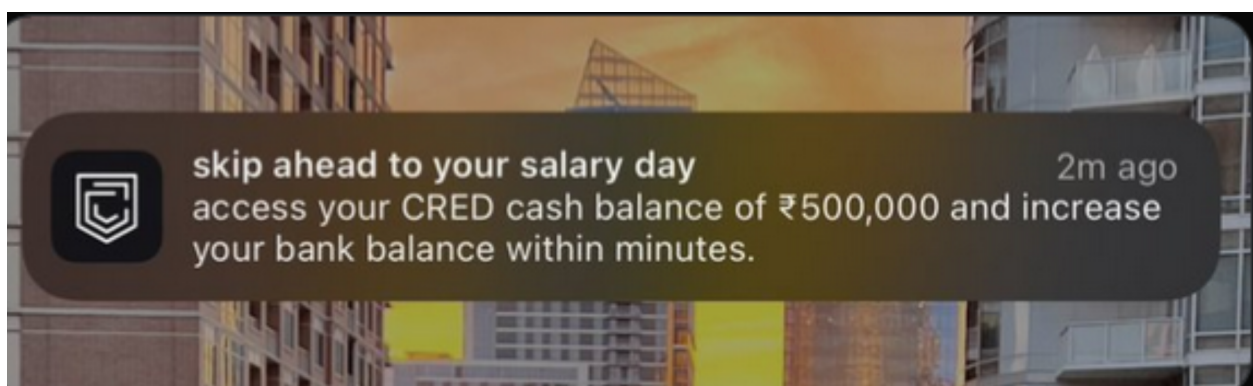 skip ahead to your salary day
2m ago
access your CRED cash balance of ₹500,000 and increase
your bank balance within minutes.